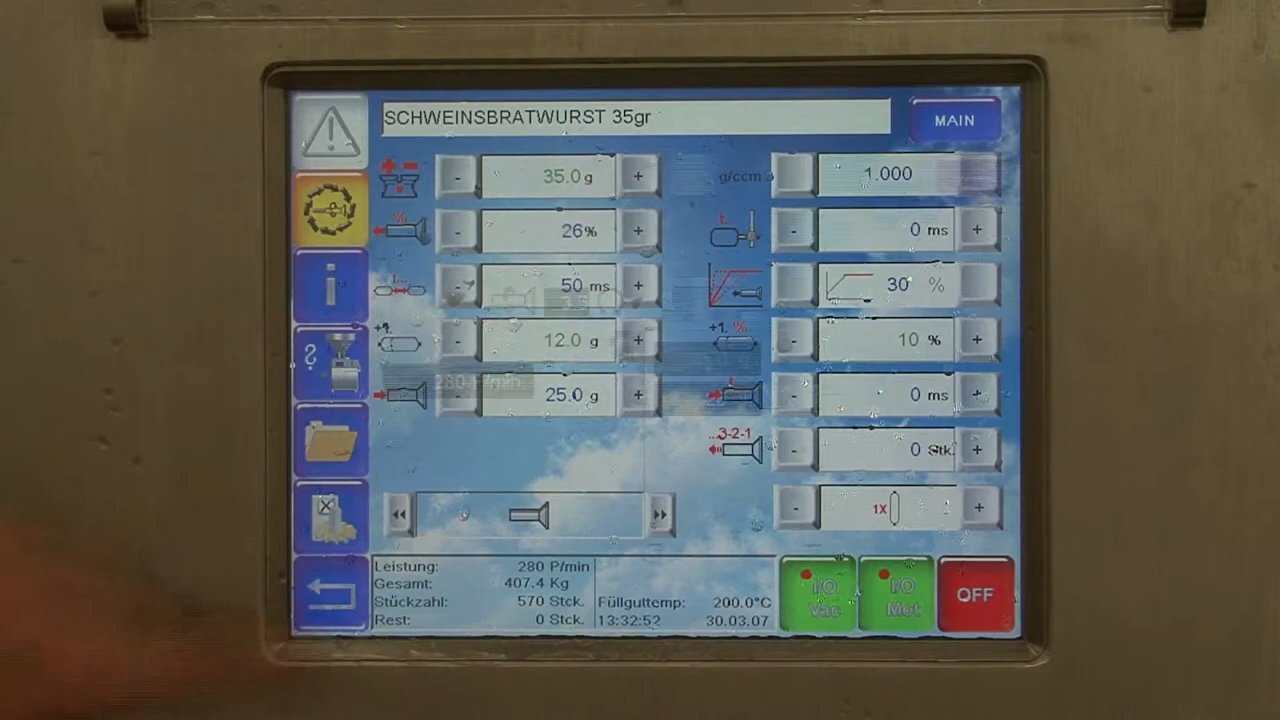 SCHWEINSBRATWURST 35gr
MAIN
- 35.0 g +
g/ccm 1.000
% - 26 % +
t. - 0 ms +
- 50 ms +
30 %
+1. - 12.0 g +
+1. % - 10 % +
280 P/min
- 25.0 g +
t - 0 ms +
...3-2-1
- 0 Stk. +
- 1X +
Leistung: 280 P/min
Gesamt: 407.4 Kg
Stückzahl: 570 Stck.
Rest: 0 Stck.
Füllguttemp: 200.0°C
13:32:52 30.03.07
I/O Vac
I/O Mot
OFF